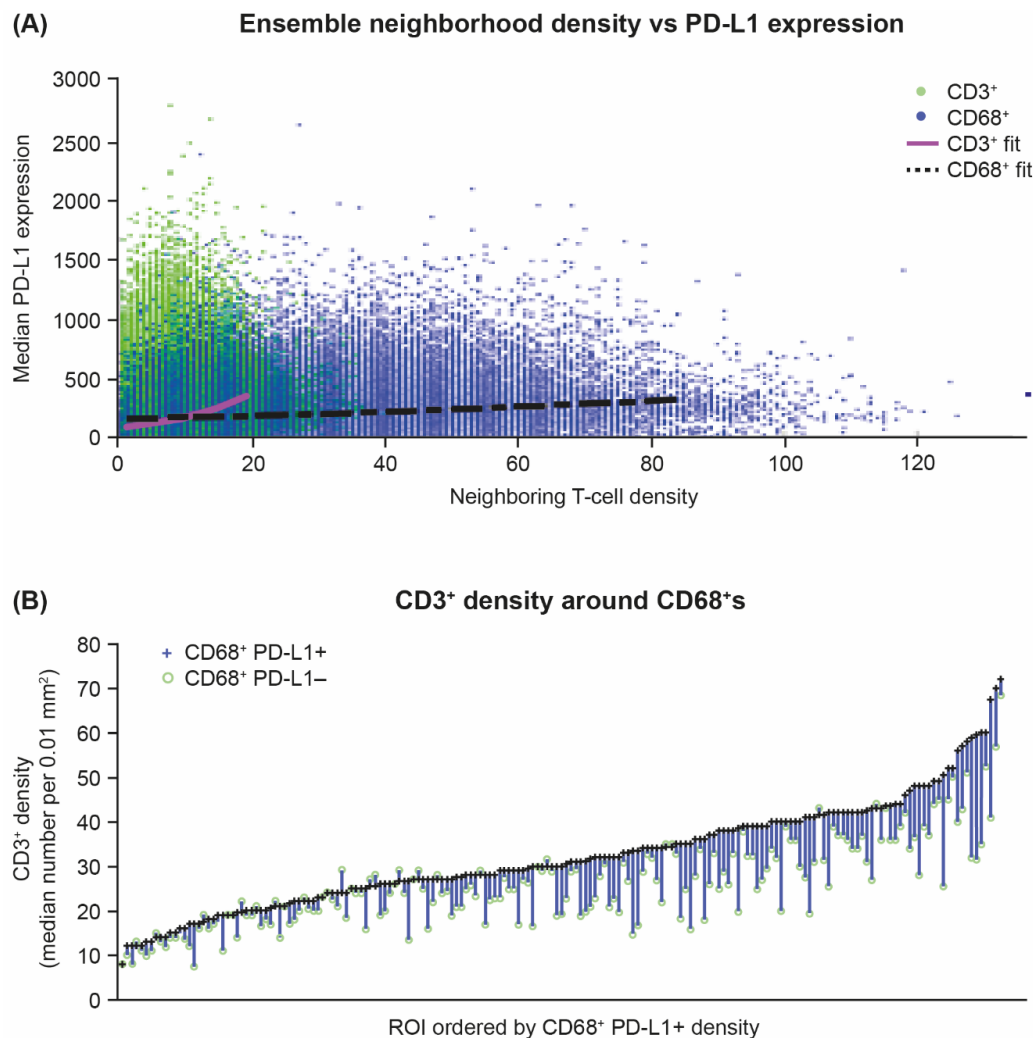 (A) Ensemble neighborhood density vs PD-L1 expression
Median PD-L1 expression
3000
2500
2000
1500
1000
500
0
CD3⁺
CD68⁺
CD3⁺ fit
CD68⁺ fit
0 20 40 60 80 100 120
Neighboring T-cell density
(B) CD3⁺ density around CD68⁺s
CD3⁺ density
(median number per 0.01 mm²)
80
70
60
50
40
30
20
10
0
CD68⁺ PD-L1+
CD68⁺ PD-L1–
ROI ordered by CD68⁺ PD-L1+ density